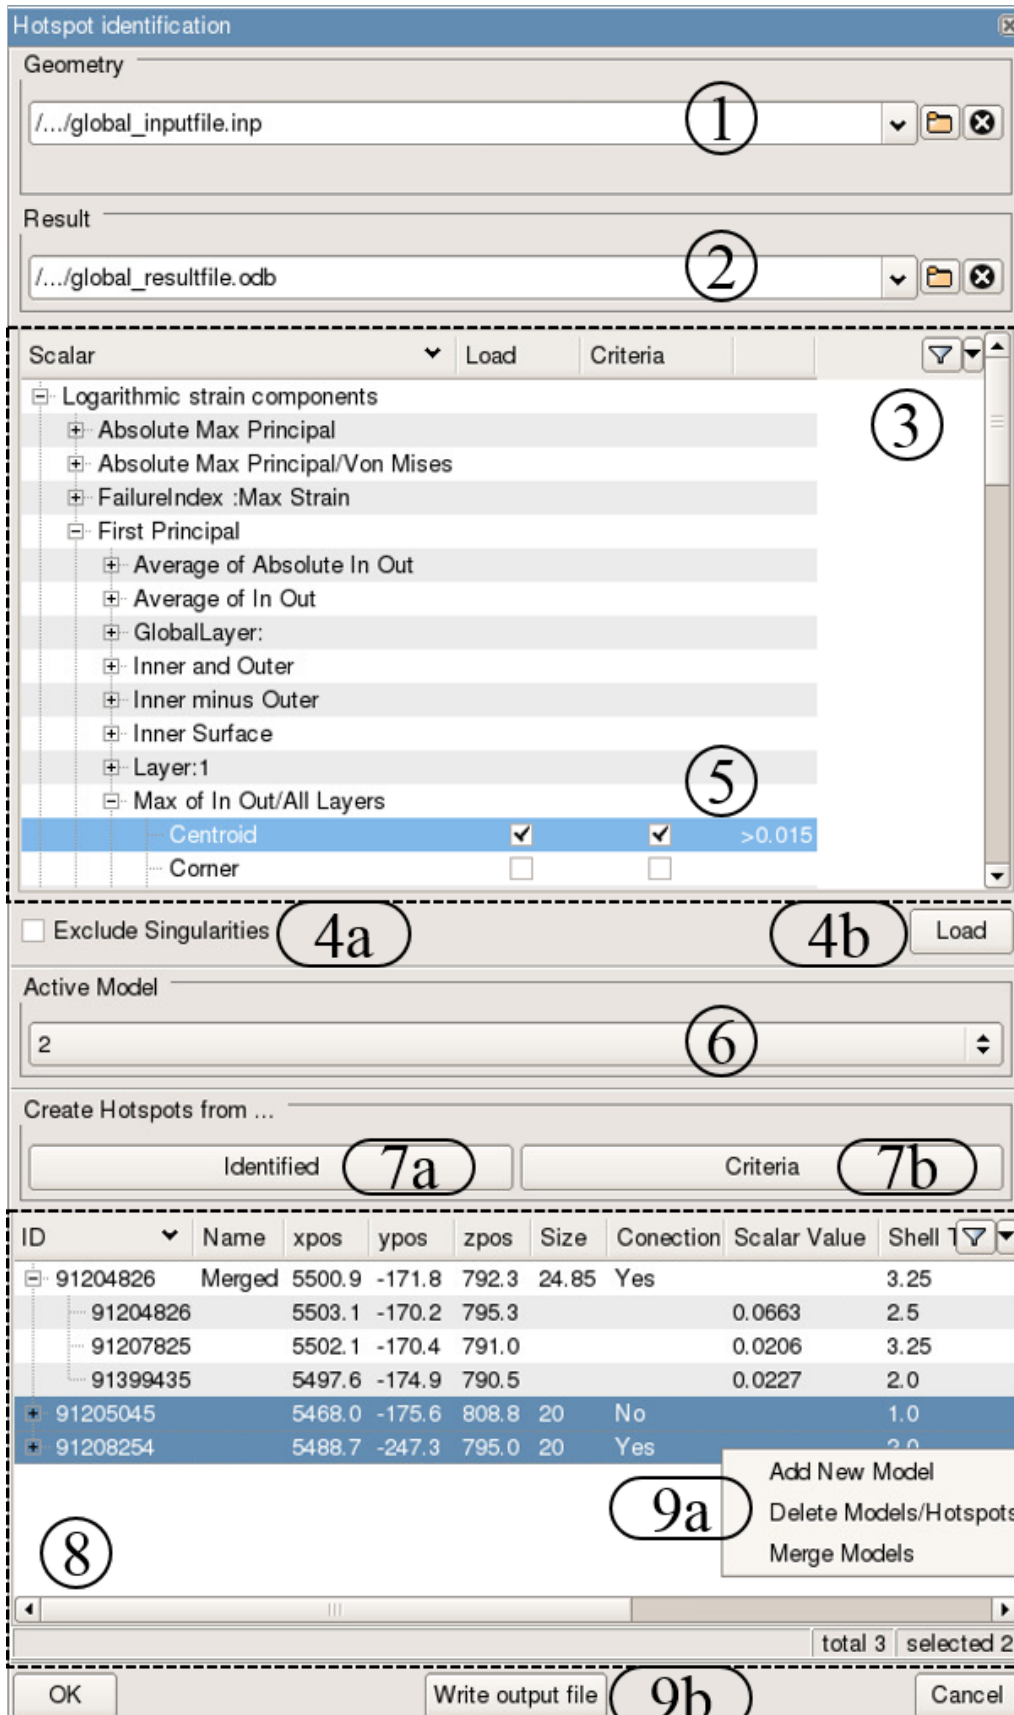 Hotspot identification
Geometry
/.../global_inputfile.inp 1
Result
/.../global_resultfile.odb 2
Scalar Load Criteria
Logarithmic strain components
3
Absolute Max Principal
Absolute Max Principal/Von Mises
FailureIndex :Max Strain
First Principal
Average of Absolute In Out
Average of In Out
GlobalLayer:
Inner and Outer
Inner minus Outer
Inner Surface
Layer:1
5
Max of In Out/All Layers
Centroid >0.015
Corner
Exclude Singularities 4a 4b Load
Active Model
2 6
Create Hotspots from ...
Identified 7a Criteria 7b
ID Name xpos ypos zpos Size Conection Scalar Value Shell
91204826 Merged 5500.9 -171.8 792.3 24.85 Yes 3.25
91204826 5503.1 -170.2 795.3 0.0663 2.5
91207825 5502.1 -170.4 791.0 0.0206 3.25
91399435 5497.6 -174.9 790.5 0.0227 2.0
91205045 5468.0 -175.6 808.8 20 No 1.0
91208254 5488.7 -247.3 795.0 20 Yes
Add New Model
9a Delete Models/Hotspots
8 Merge Models
total 3 selected 2
OK Write output file 9b Cancel